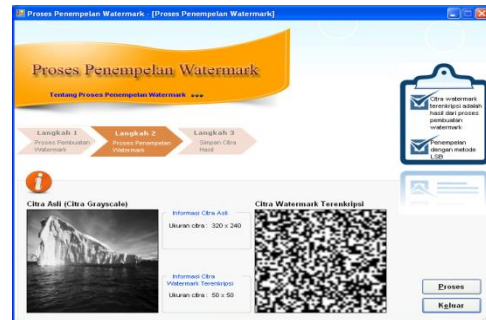 Proses Penempelan Watermark - [Proses Penempelan Watermark]
Proses Penempelan Watermark
Tentang Proses Penempelan Watermark
Langkah 1
Proses Pembuatan
Watermark
Langkah 2
Proses Penempelan
Watermark
Langkah 3
Simpan Citra
Hasil
Citra watermark
terenkripsi adalah
hasil dari proses
pembuatan
watermark
Penempelan
dengan metode
LSB
Citra Asli (Citra Grayscale)
Informasi Citra Asli
Ukuran citra : 320 x 240
Informasi Citra
Watermark Terenkripsi
Ukuran citra : 50 x 50
Citra Watermark Terenkripsi
Proses
Keluar